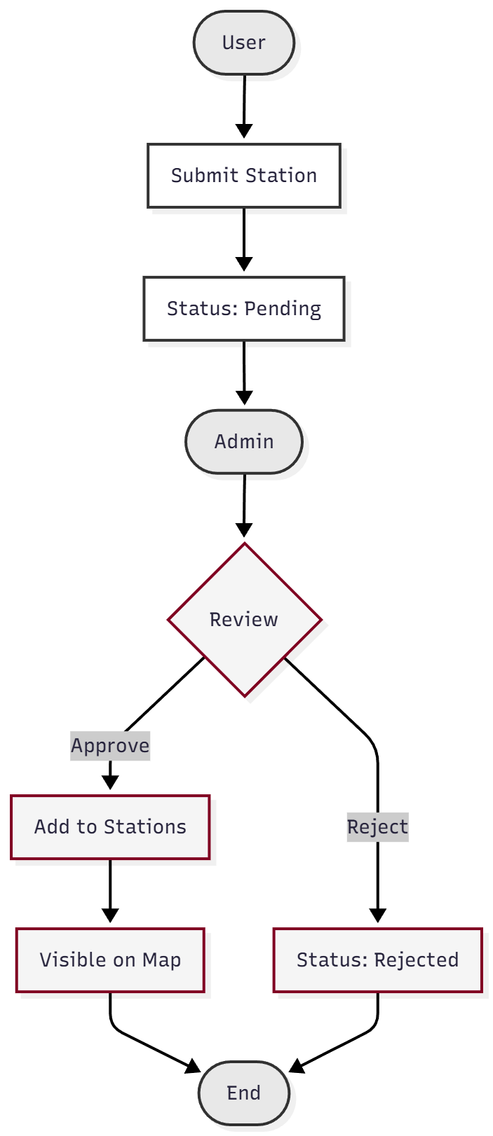 User
Submit Station
Status: Pending
Admin
Review
Approve
Add to Stations
Reject
Visible on Map
Status: Rejected
End